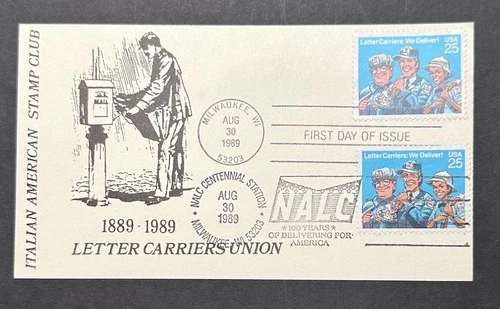 ITALIAN AMERICAN STAMP CLUB
U.S.
MAIL
1889-1989
LETTER CARRIERS UNION
MILWAUKEE, WI
AUG
30
1989
53203
FIRST DAY OF ISSUE
NALC CENTENNIAL STATION
AUG
30
1989
MILWAUKEE, WI 53203
NALC
★100 YEARS★
OF DELIVERING FOR
AMERICA
Letter Carriers: We Deliver! USA
25
Letter Carriers: We Deliver! USA
25